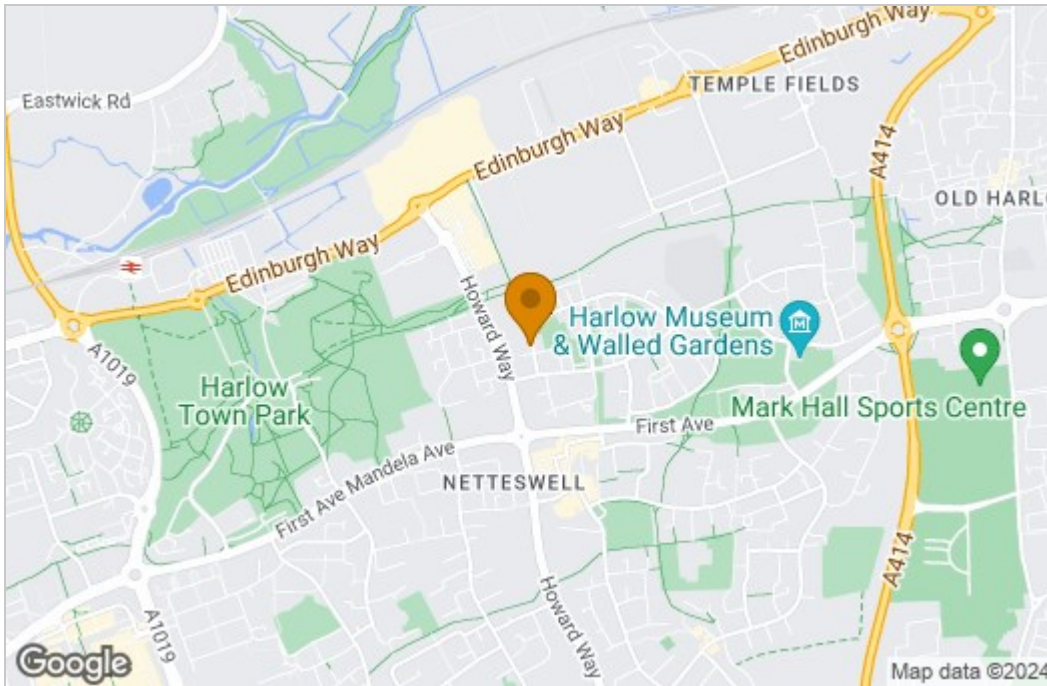 Edinburgh Way
Eastwick Rd
TEMPLE FIELDS
Edinburgh Way
A414
OLD HARLO
Edinburgh Way
Howard Way
Harlow Museum
& Walled Gardens
A1019
Harlow
Town Park
Mark Hall Sports Centre
First Ave
First Ave Mandela Ave
NETTESWELL
A414
Howard Way
A1019
Google
Map data ©2024